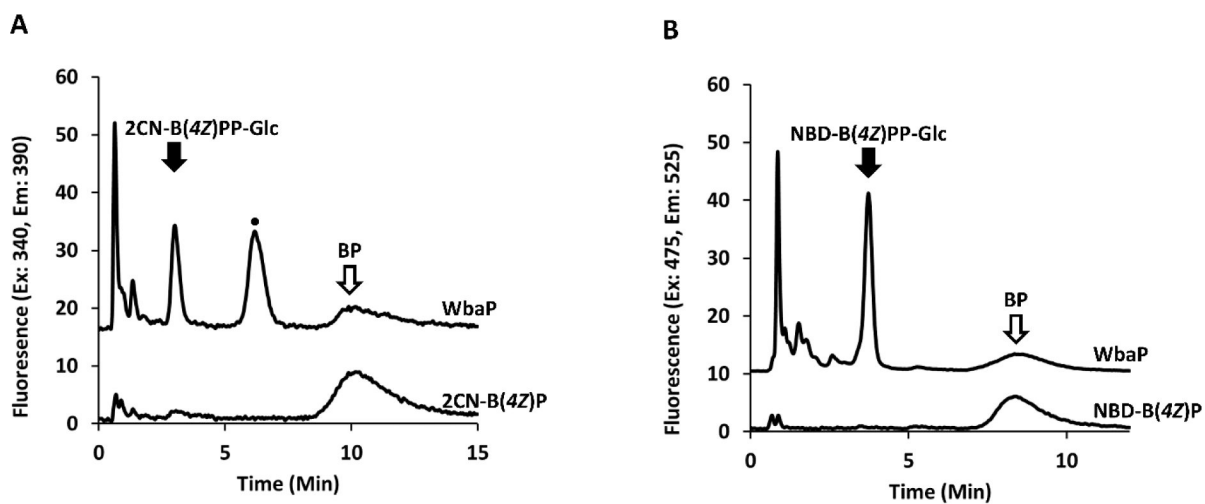 A
Fluoresence (Ex: 340, Em: 390)
60
50
40
30
20
10
0
2CN-B(4Z)PP-Glc
BP
WbaP
2CN-B(4Z)P
0 5 10 15
Time (Min)
B
Fluorescence (Ex: 475, Em: 525)
60
50
40
30
20
10
0
NBD-B(4Z)PP-Glc
BP
WbaP
NBD-B(4Z)P
0 5 10
Time (Min)